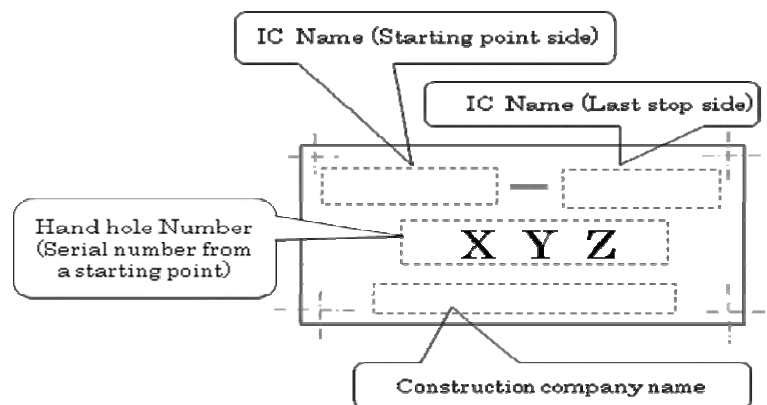 IC Name (Starting point side)
IC Name (Last stop side)
Hand hole Number
(Serial number from
a starting point)
X Y Z
Construction company name